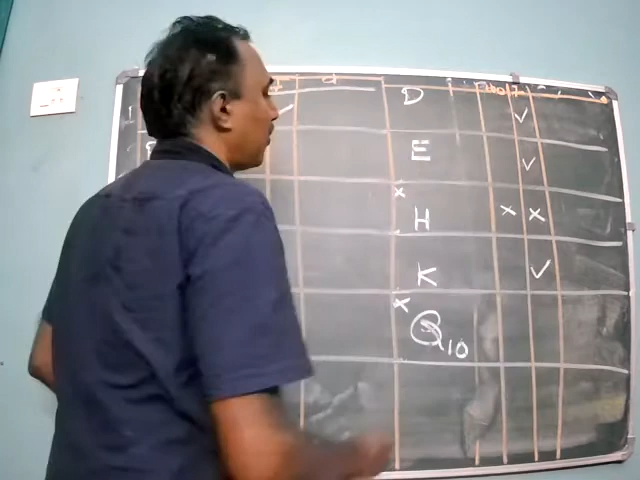 d
D ✓
E ✓
x
H x x
K ✓
x
Q10